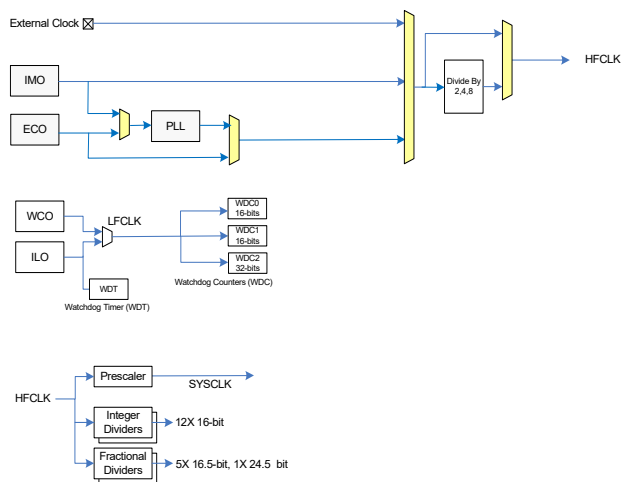 External Clock
HFCLK
IMO
Divide By
2,4,8
ECO
PLL
WCO
LFCLK
WDC0
16-bits
WDC1
16-bits
ILO
WDC2
32-bits
WDT
Watchdog Counters (WDC)
Watchdog Timer (WDT)
Prescaler
SYSCLK
HFCLK
Integer
Dividers
12X 16-bit
Fractional
Dividers
5X 16.5-bit, 1X 24.5 bit